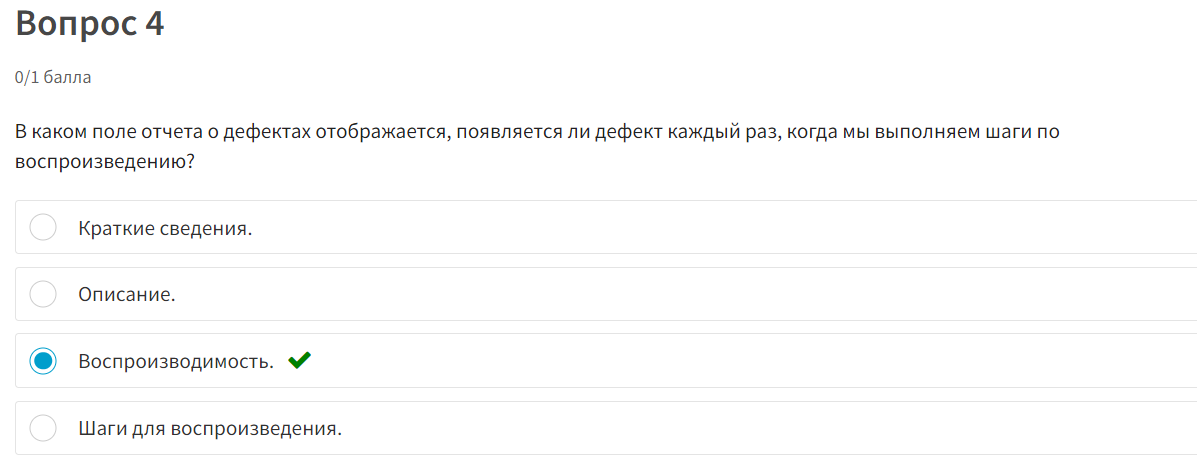 Вопрос 4
0/1 балла
В каком поле отчета о дефектах отображается, появляется ли дефект каждый раз, когда мы выполняем шаги по
воспроизведению?
Краткие сведения.
Описание.
Воспроизводимость.
Шаги для воспроизведения.